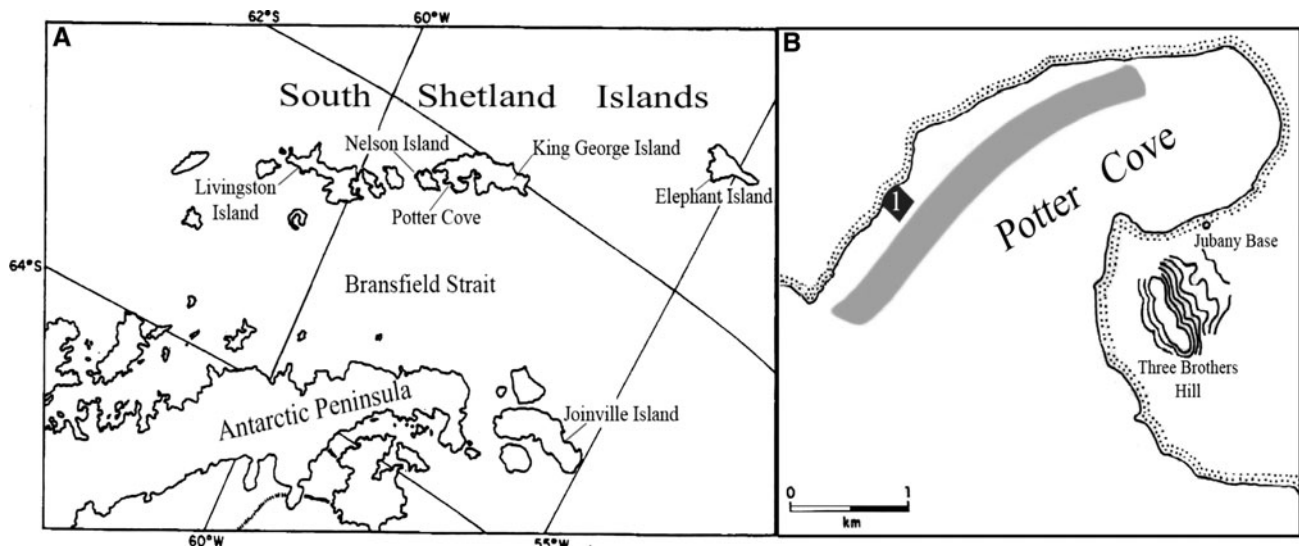 A
62°S
60°W
South Shetland Islands
Nelson Island
King George Island
Livingston
Island
Potter Cove
Elephant Island
64°S
Bransfield Strait
Antarctic Peninsula
Joinville Island
60°W
55°W
B
1
Potter Cove
Jubany Base
Three Brothers
Hill
0 1
km